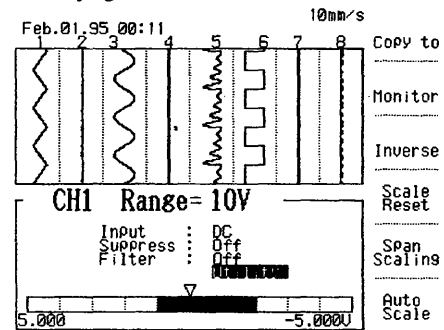 10mm/s
Feb.01.95 00:11
1 2 3 4 5 6 7 8
Copy to
Monitor
Inverse
Scale
Reset
Span
Scaling
Auto
Scale
CH1 Range= 10V
Input : DC
Suppress : Off
Filter : Off
5.000 -5.000V